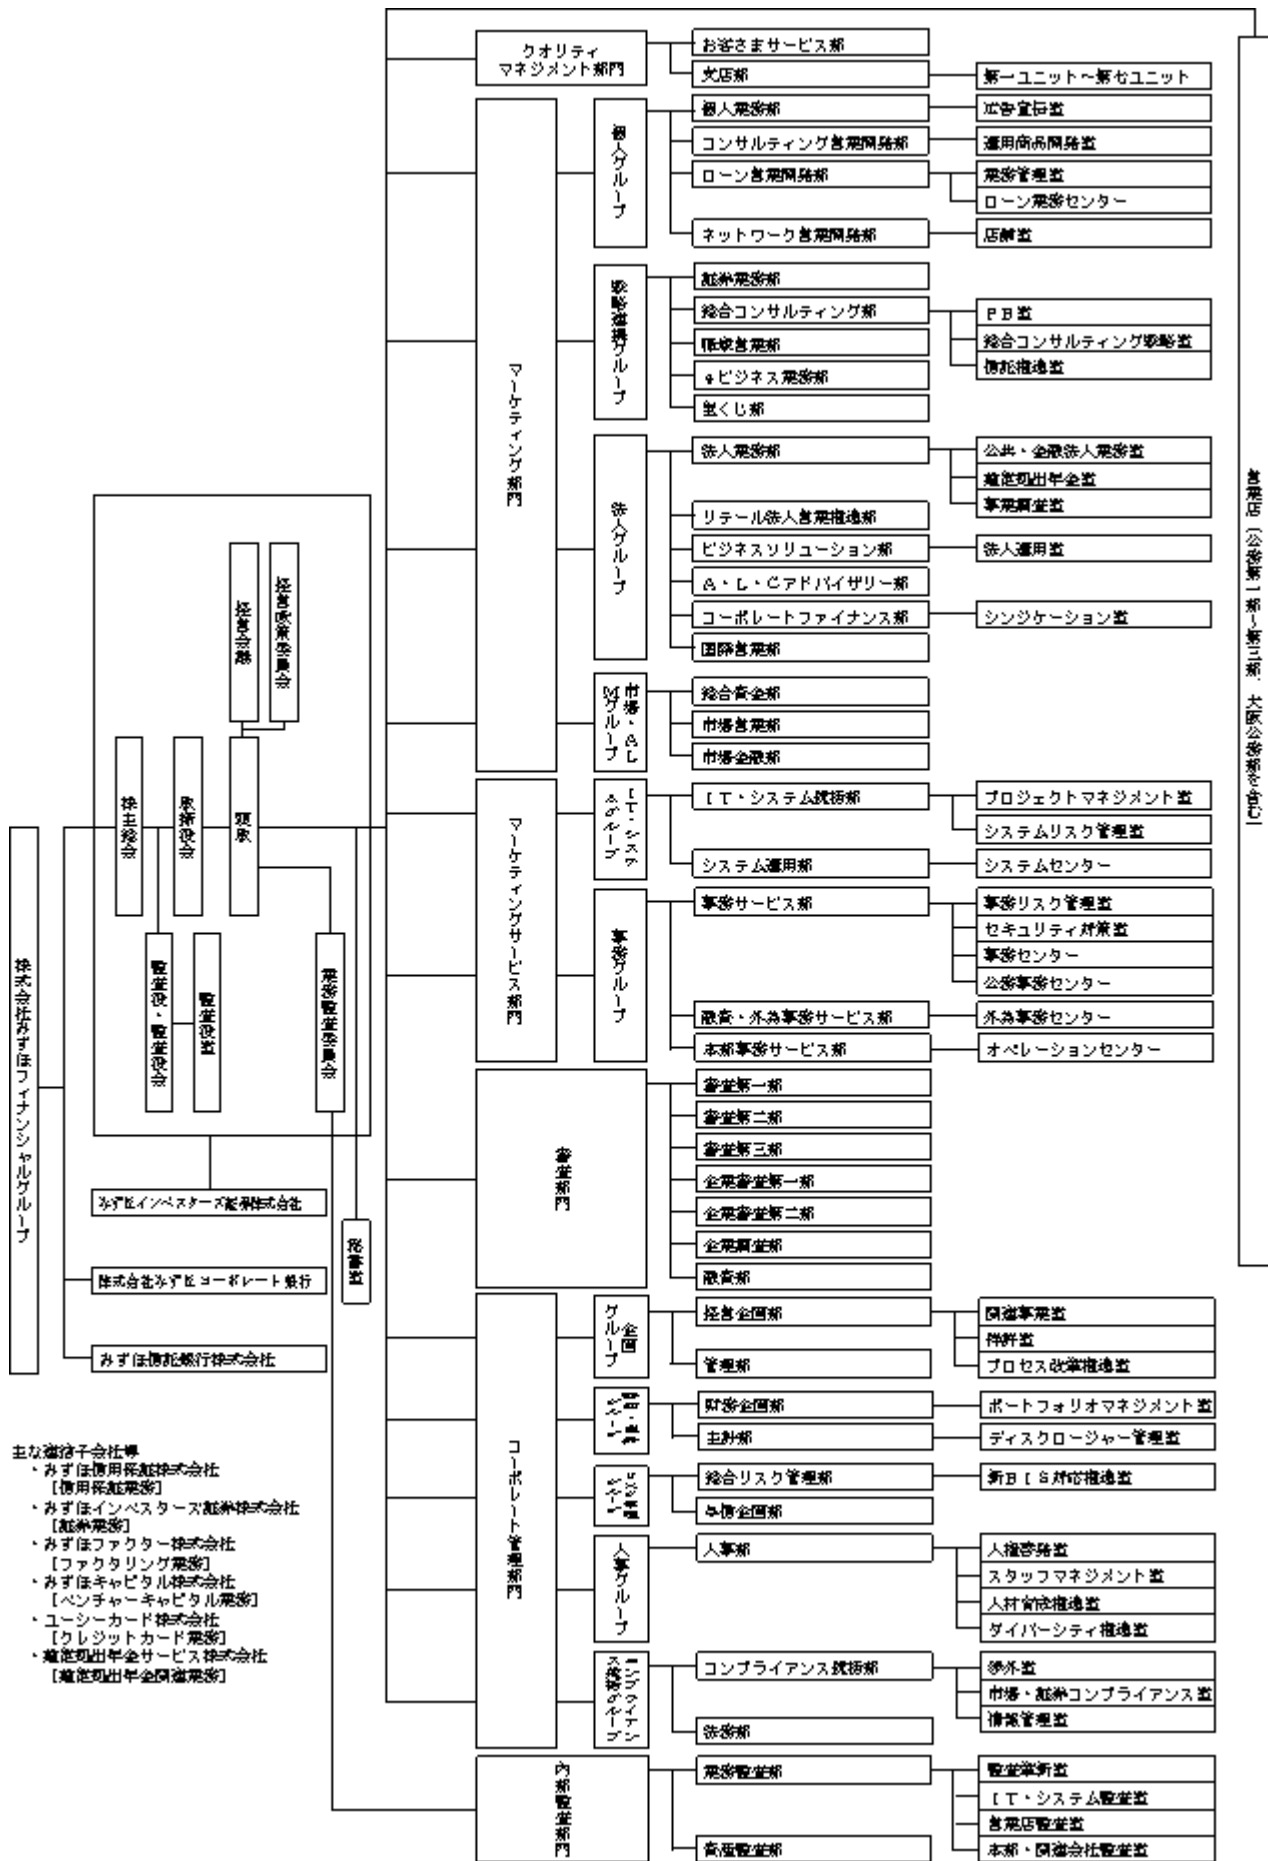 クオリティ
マネジメント部門
お客さまサービス部
支店部
第一ユニット～第七ユニット
マーケティング部門
個人グループ
個人業務部
広告宣伝室
コンサルティング営業開発部
運用商品開発室
ローン営業開発部
業務管理室
ローン業務センター
ネットワーク営業開発部
店舗室
戦略連携グループ
証券業務部
総合コンサルティング部
PB室
総合コンサルティング戦略室
信託推進室
職域営業部
eビジネス業務部
宝くじ部
法人グループ
法人業務部
公共・金融法人業務室
確定拠出年金室
事業調査室
リテール法人営業推進部
ビジネスソリューション部
法人運用室
A・L・Cアドバイザリー部
コーポレートファイナンス部
シンジケーション室
国際営業部
市場・AL
Mグループ
総合資金部
市場営業部
市場金融部
マーケティングサービス部門
IT・システ
ムグループ
IT・システム統括部
プロジェクトマネジメント室
システムリスク管理室
システム運用部
システムセンター
事務グループ
事務サービス部
事務リスク管理室
セキュリティ対策室
事務センター
公務事務センター
融資・外為事務サービス部
外為事務センター
本部事務サービス部
オペレーションセンター
審査部門
審査第一部
審査第二部
審査第三部
企業審査第一部
企業審査第二部
企業調査部
融資部
コーポレート管理部門
企画
グループ
経営企画部
関連事業室
渉外室
プロセス改革推進室
管理部
財務企画部
ポートフォリオマネジメント室
主計部
ディスクロージャー管理室
総合リスク管理部
新BIS対応推進室
与信企画部
人事グループ
人事部
人権啓発室
スタッフマネジメント室
人材育成推進室
ダイバーシティ推進室
コンプライアン
ス統括グループ
コンプライアンス統括部
渉外室
市場・証券コンプライアンス室
情報管理室
法務部
内部監査部門
業務監査部
監査革新室
IT・システム監査室
営業店監査室
本部・関連会社監査室
資産監査部
営業店（公務第一部～第三部、大阪公務部を含む）
経営会議
経営政策委員会
株主総会
取締役会
頭取
監査役・監査役会
監査役室
業務監査委員会
秘書室
株式会社みずほフィナンシャルグループ
みずほインベスターズ証券株式会社
株式会社みずほコーポレート銀行
みずほ信託銀行株式会社
主な連結子会社等
・みずほ信用保証株式会社
[信用保証業務]
・みずほインベスターズ証券株式会社
[証券業務]
・みずほファクター株式会社
[ファクタリング業務]
・みずほキャピタル株式会社
[ベンチャーキャピタル業務]
・ユーシーカード株式会社
[クレジットカード業務]
・確定拠出年金サービス株式会社
[確定拠出年金関連業務]